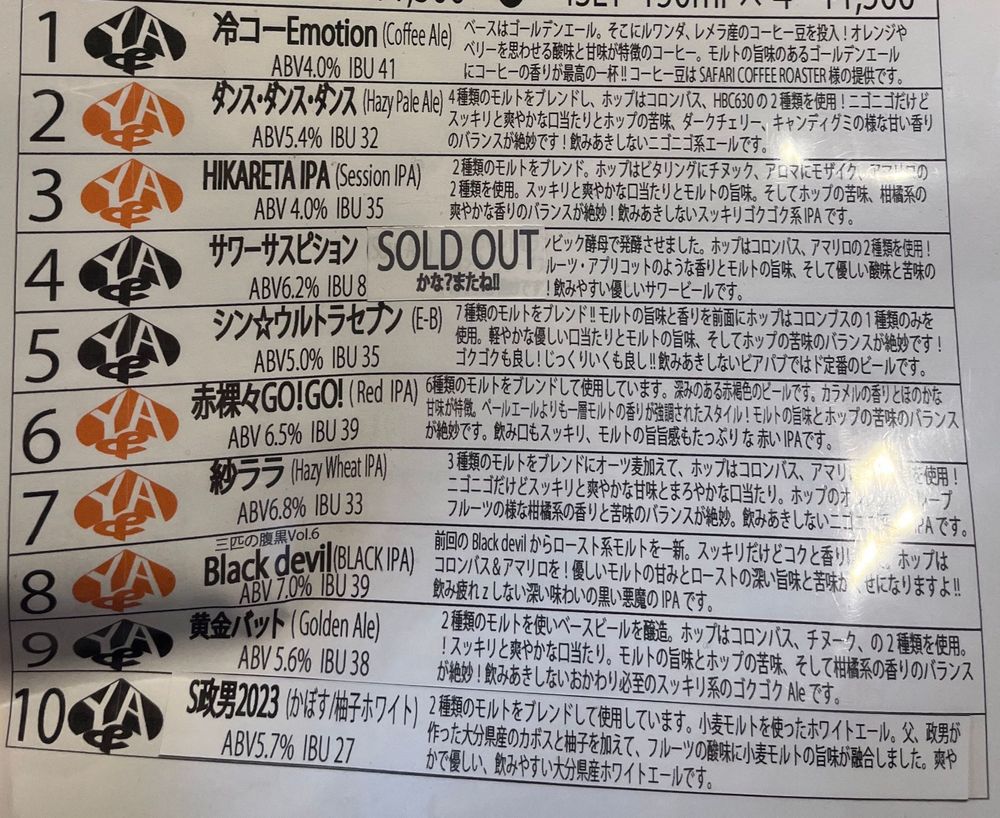 1SET 150ml × 4 ¥1,500
1 YA 冷コーEmotion (Coffee Ale)
ABV4.0% IBU 41
ベースはゴールデンエール。そこにルワンダ、レメラ産のコーヒー豆を投入！オレンジや
ベリーを思わせる酸味と甘味が特徴のコーヒー。モルトの旨味のあるゴールデンエール
にコーヒーの香りが最高の一杯!! コーヒー豆は SAFARI COFFEE ROASTER 様の提供です。
2 YA ダンス・ダンス・ダンス (Hazy Pale Ale)
ABV5.4% IBU 32
4種類のモルトをブレンドし、ホップはコロンバス、HBC630 の2種類を使用！ニゴニゴだけど
スッキリと爽やかな口当たりとホップの苦味、ダークチェリー、キャンディグミの様な甘い香り
のバランスが絶妙です！飲みあきしないニゴニゴ系エールです。
3 YA HIKARETA IPA (Session IPA)
ABV 4.0% IBU 35
2種類のモルトをブレンド。ホップはビタリングにチヌック、アロマにモザイク、アマリロの
2種類を使用。スッキリと爽やかな口当たりとモルトの旨味。そしてホップの苦味、柑橘系の
爽やかな香りのバランスが絶妙！飲みあきしないスッキリゴクゴク系IPAです。
4 YA サワーサスピション
ABV6.2% IBU 8
SOLD OUT
かな？またね!!
ンビック酵母で発酵させました。ホップはコロンバス、アマリロの2種類を使用！
ルーツ・アプリコットのような香りとモルトの旨味、そして優しい酸味と苦味の
！飲みやすい優しいサワービールです。
5 YA シン☆ウルトラセブン (E-B)
ABV5.0% IBU 35
7種類のモルトをブレンド!! モルトの旨味と香りを前面にホップはコロンブスの1種類のみを
使用。軽やかな優しい口当たりとモルトの旨味、そしてホップの苦味のバランスが絶妙です！
ゴクゴクも良し！じっくりいくも良し!! 飲みあきしないビアパブではド定番のビールです。
6 YA 赤裸々GO!GO! (Red IPA)
ABV 6.5% IBU 39
6種類のモルトをブレンドして使用しています。深みのある赤褐色のビールです。カラメルの香りとほのかな
甘味が特徴。ペールエールよりも一層モルトの香りが強調されたスタイル！モルトの旨味とホップの苦味のバランス
が絶妙です。飲み口もスッキリ、モルトの旨旨感もたっぷり な 赤い IPAです。
7 YA 紗ララ (Hazy Wheat IPA)
ABV6.8% IBU 33
3種類のモルトをブレンドにオーツ麦加えて、ホップはコロンバス、アマリ を使用！
ニゴニゴだけどスッキリと爽やかな甘味とまろやかな口当たり。ホップのオ ループ
フルーツの様な柑橘系の香りと苦味のバランスが絶妙。飲みあきしないニゴニゴ PA です。
三匹の腹黒Vol.6
8 YA Black devil (BLACK IPA)
ABV 7.0% IBU 39
前回の Black devil からロースト系モルトを一新。スッキリだけどコクと香り 。ホップは
コロンバス＆アマリロを！優しいモルトの甘みとローストの深い旨味と苦味が せになりますよ!!
飲み疲れ z しない深い味わいの黒い悪魔の IPA です。
9 YA 黄金バット (Golden Ale)
ABV 5.6% IBU 38
2種類のモルトを使いベースビールを醸造。ホップはコロンバス、チヌーク、の2種類を使用。
！スッキリと爽やかな口当たり。モルトの旨味とホップの苦味、そして柑橘系の香りのバランス
が絶妙！飲みあきしないおかわり必至のスッキリ系のゴクゴク Ale です。
10 YA S政男2023 (かぼす/柚子ホワイト)
ABV5.7% IBU 27
2種類のモルトをブレンドして使用しています。小麦モルトを使ったホワイトエール。父、政男が
作った大分県産のカボスと柚子を加えて、フルーツの酸味に小麦モルトの旨味が融合しました。爽や
かで優しい、飲みやすい大分県産ホワイトエールです。